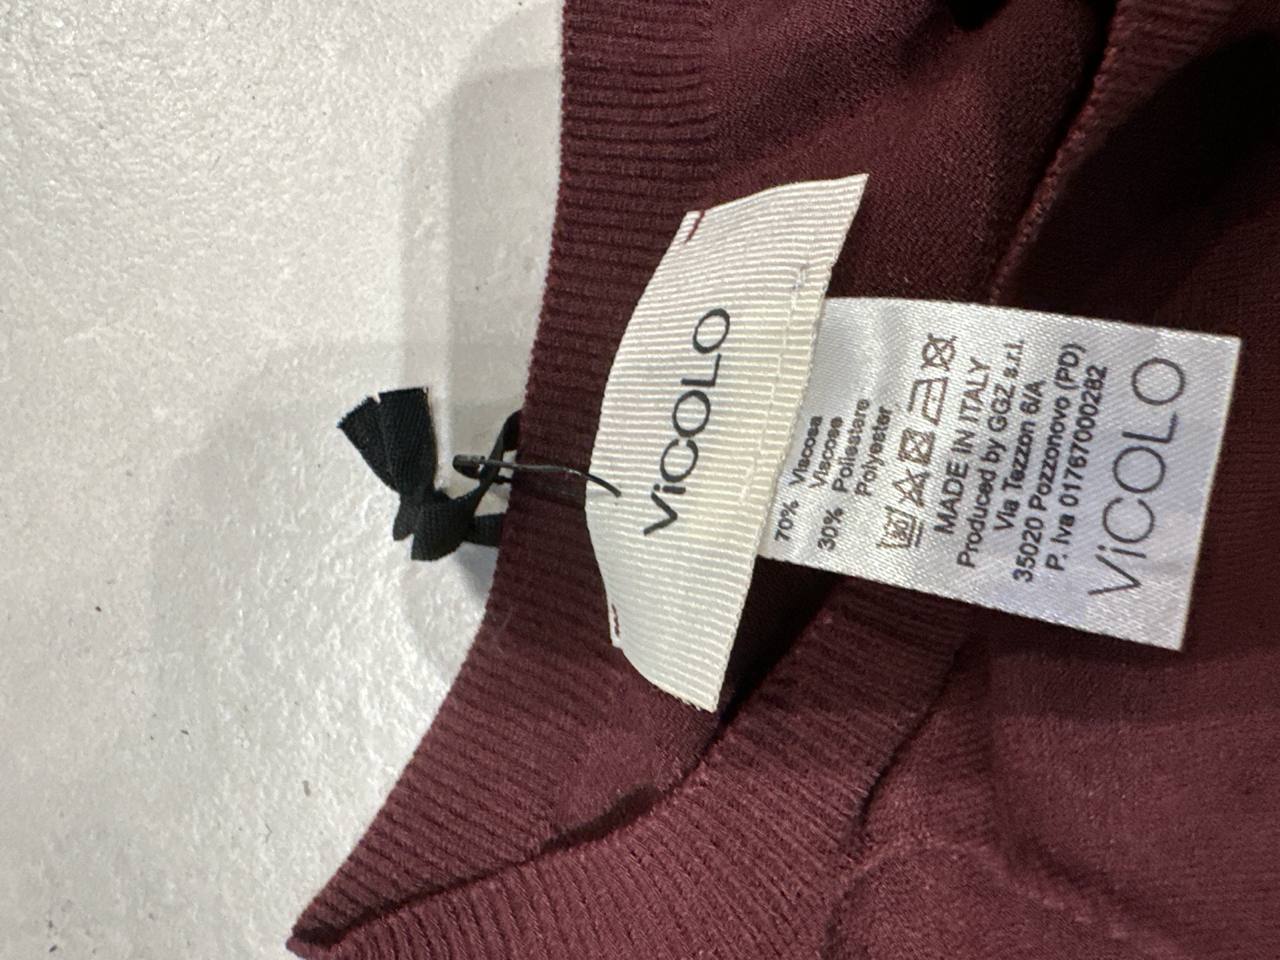 ViCOLO
70% Viscosa
Viscose
30% Poliestere
Polyester
MADE IN ITALY
Produced by GGZ s.r.l.
Via Tezzon 6/A
35020 Pozzonovo (PD)
P. Iva 01767000282
ViCOLO